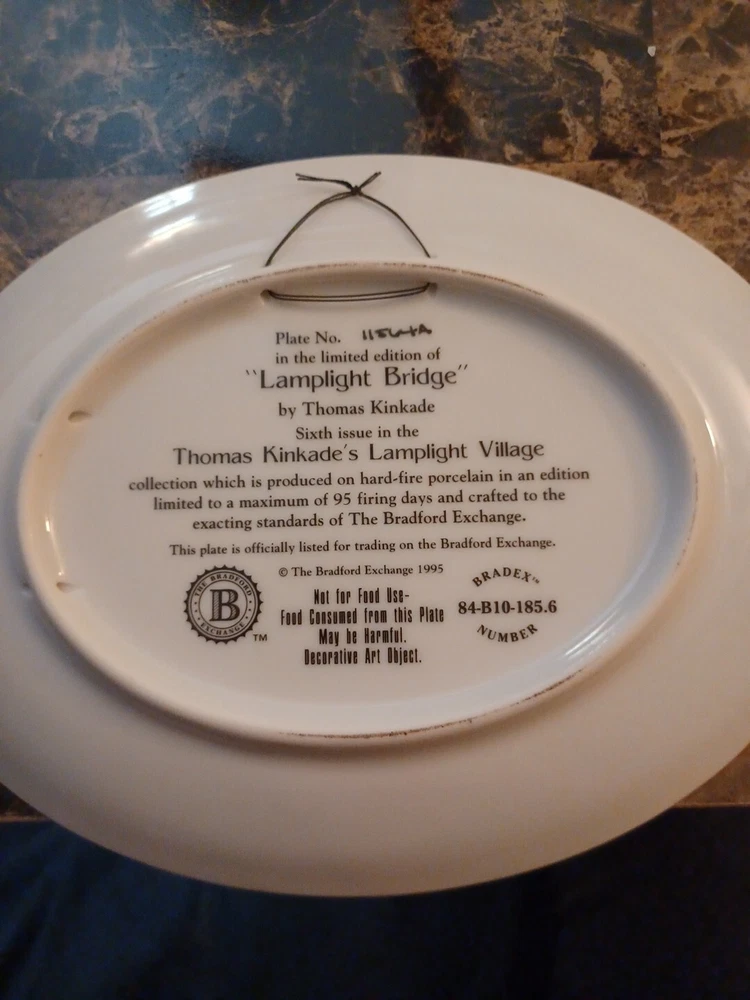 Plate No.
in the limited edition of
"Lamplight Bridge"
by Thomas Kinkade
Sixth issue in the
Thomas Kinkade's Lamplight Village
collection which is produced on hard-fire porcelain in an edition
limited to a maximum of 95 firing days and crafted to the
exacting standards of The Bradford Exchange.
This plate is officially listed for trading on the Bradford Exchange.
© The Bradford Exchange 1995
THE BRADFORD
B
EXCHANGE
TM
Not for Food Use-
Food Consumed from this Plate
May be Harmful.
Decorative Art Object.
BRADEX™
84-B10-185.6
NUMBER